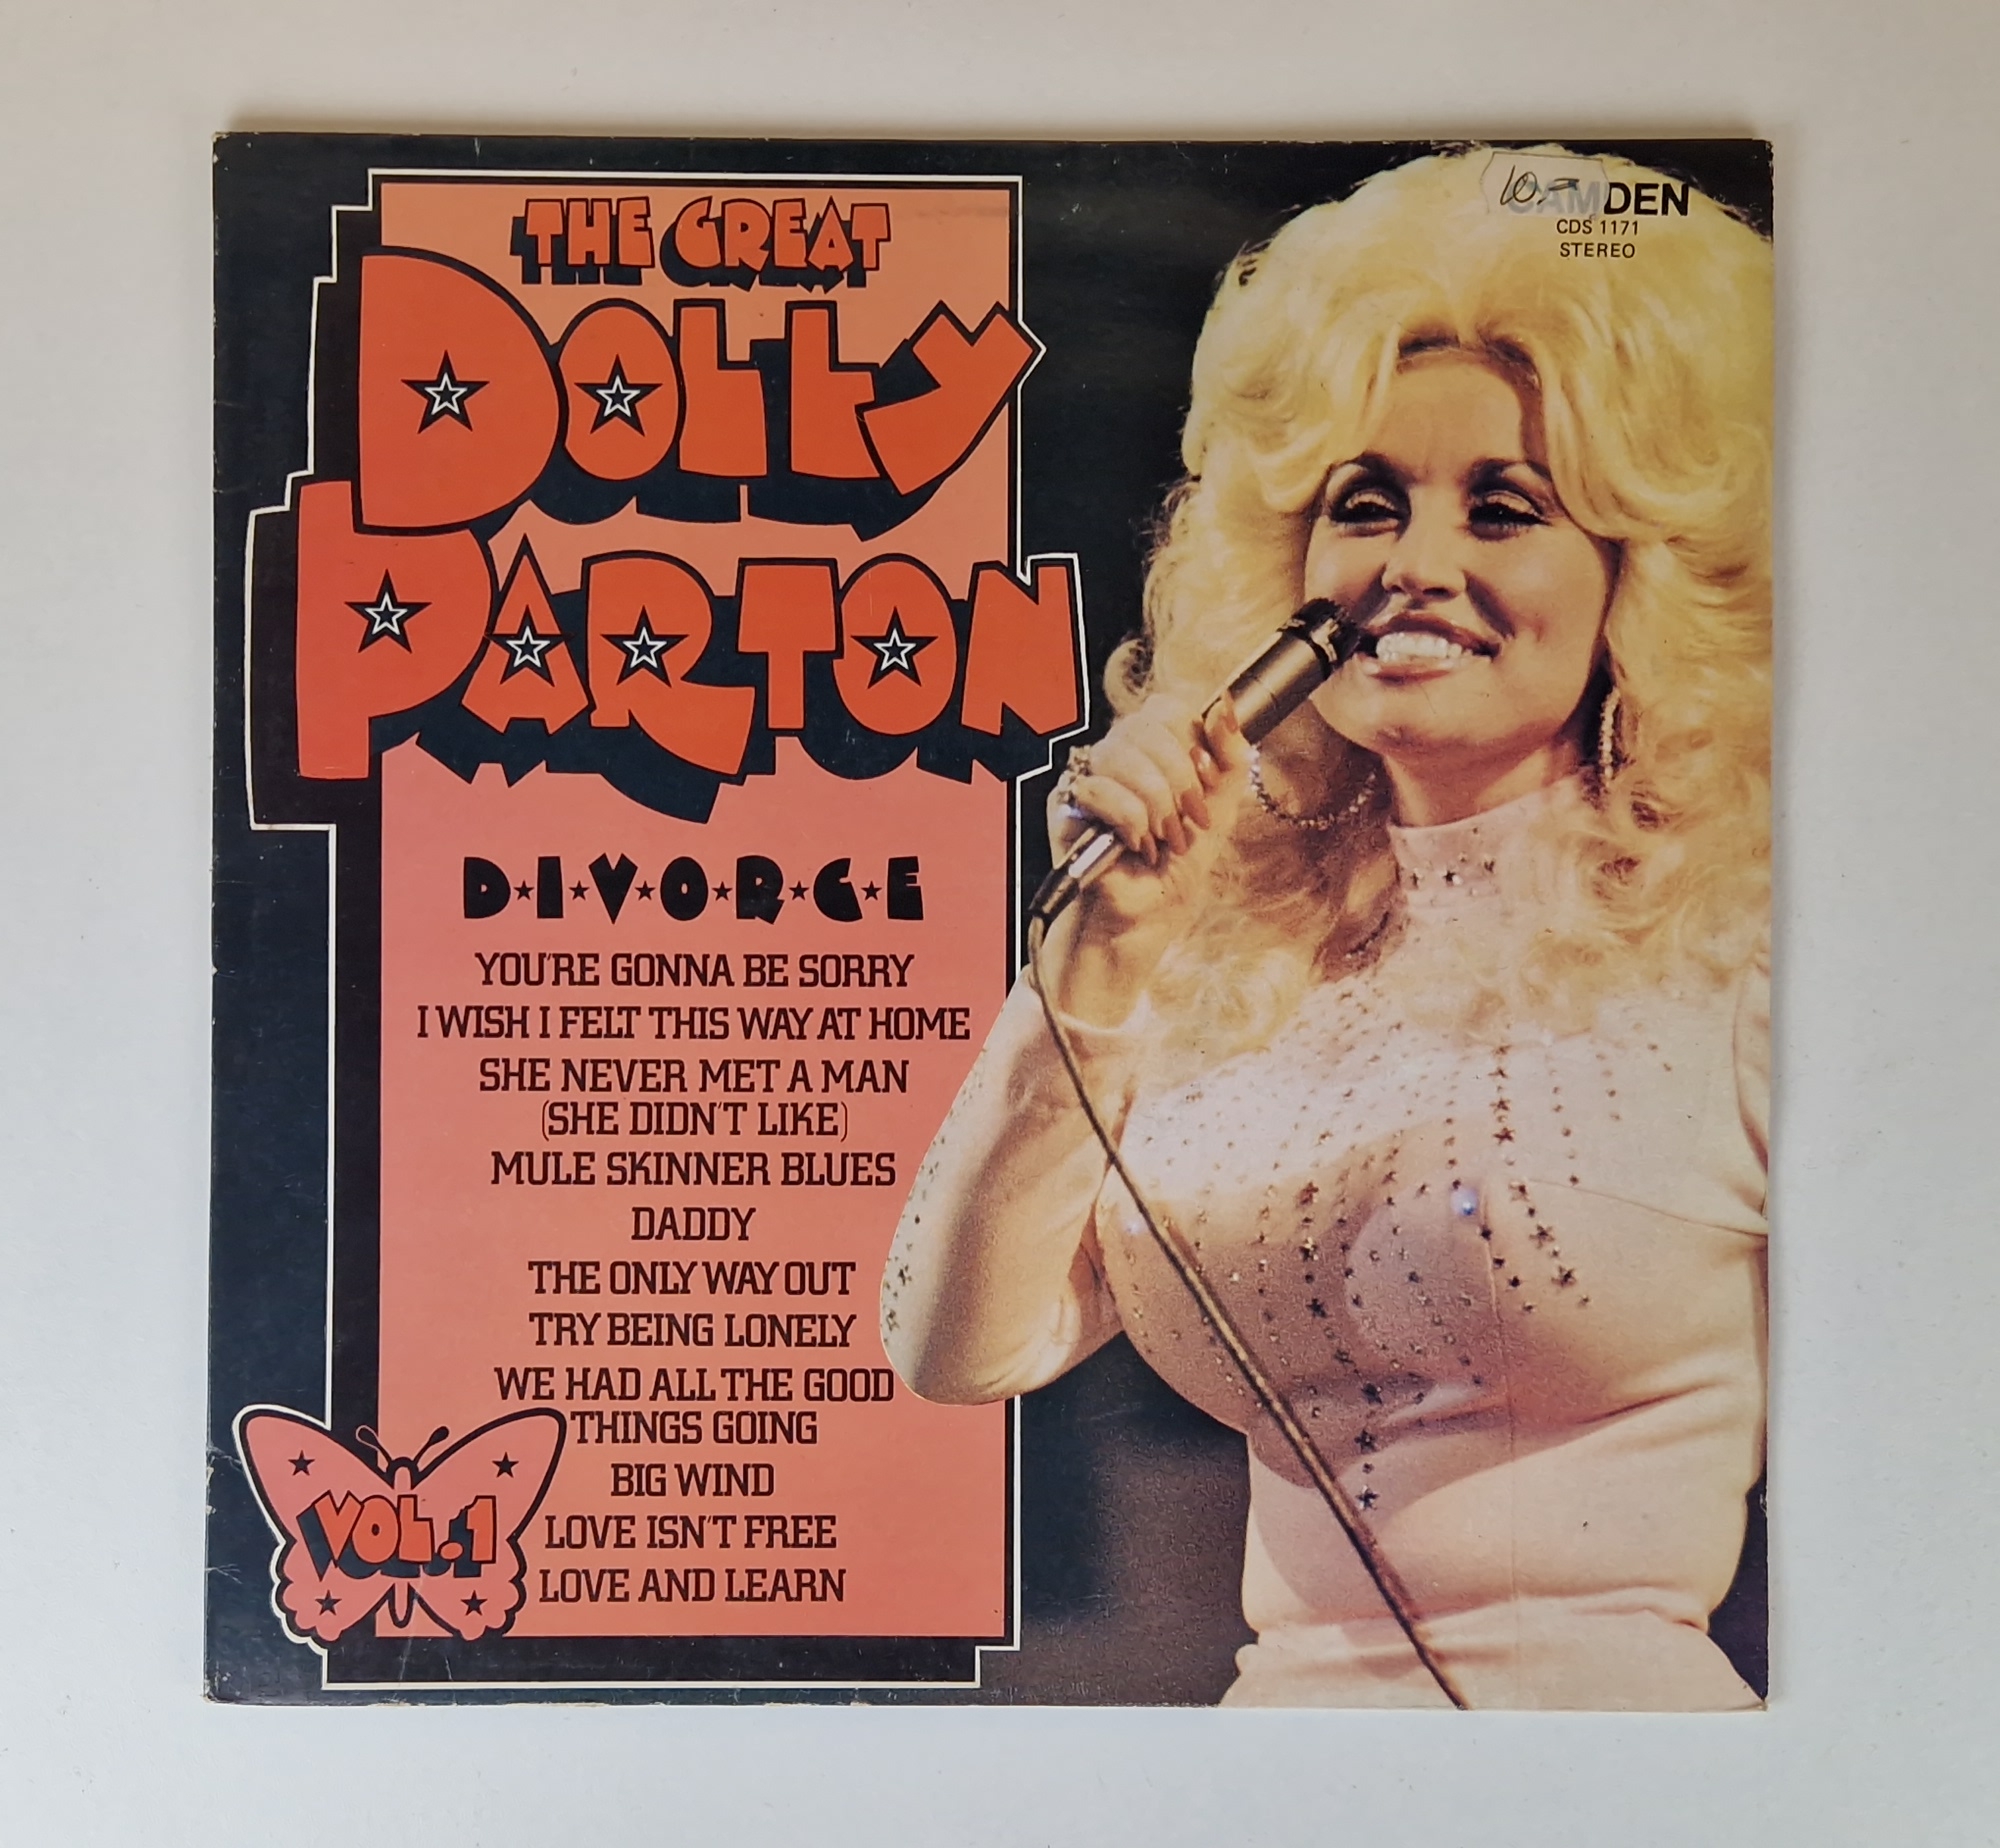 THE GREAT
DOLLY
PARTON
D★I★V★O★R★C★E
YOU'RE GONNA BE SORRY
I WISH I FELT THIS WAY AT HOME
SHE NEVER MET A MAN
(SHE DIDN'T LIKE)
MULE SKINNER BLUES
DADDY
THE ONLY WAY OUT
TRY BEING LONELY
WE HAD ALL THE GOOD
THINGS GOING
BIG WIND
LOVE ISN'T FREE
LOVE AND LEARN
VOL.1
10.-
CAMDEN
CDS 1171
STEREO